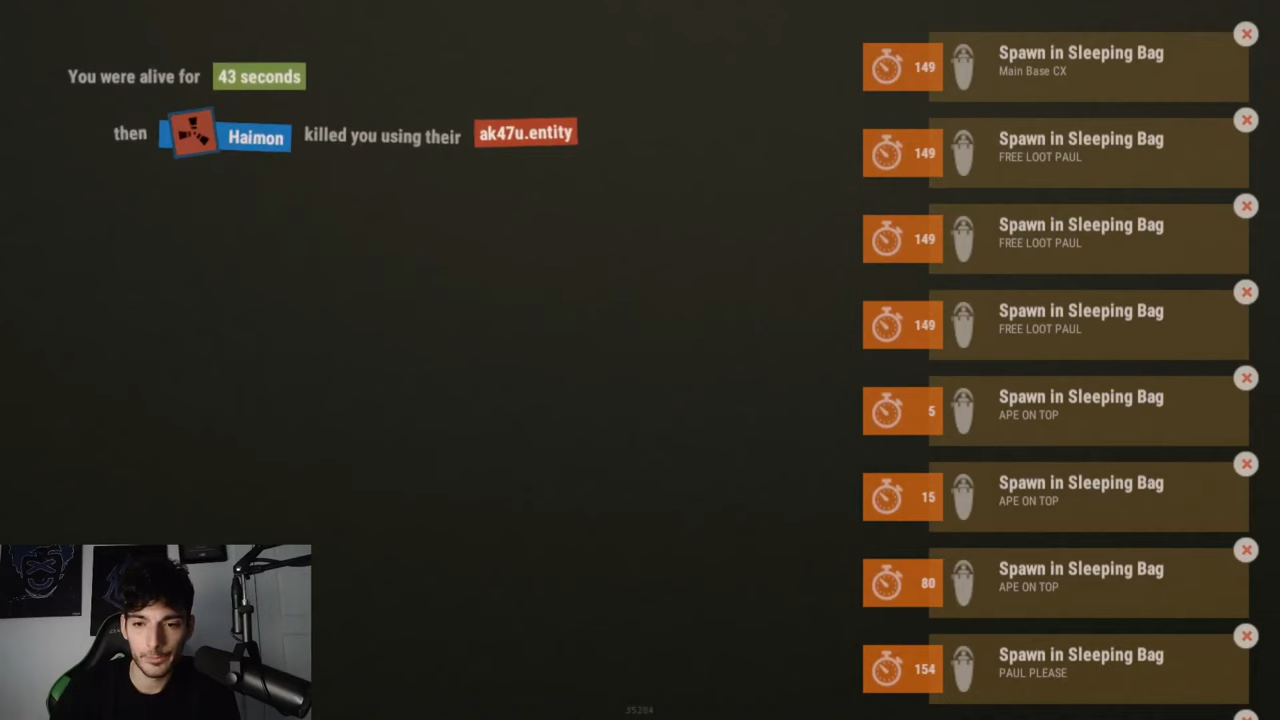 You were alive for 43 seconds
then Haimon killed you using their ak47u.entity
149 Spawn in Sleeping Bag
Main Base CX
149 Spawn in Sleeping Bag
FREE LOOT PAUL
149 Spawn in Sleeping Bag
FREE LOOT PAUL
149 Spawn in Sleeping Bag
FREE LOOT PAUL
5 Spawn in Sleeping Bag
APE ON TOP
15 Spawn in Sleeping Bag
APE ON TOP
80 Spawn in Sleeping Bag
APE ON TOP
154 Spawn in Sleeping Bag
PAUL PLEASE
35204